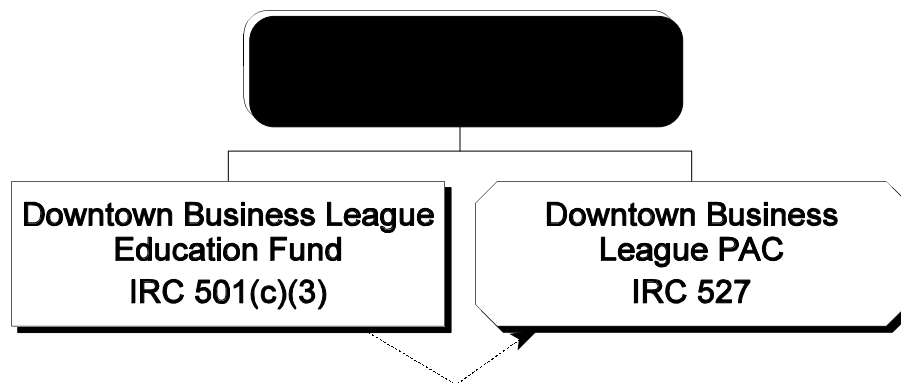 Downtown Business League
Education Fund
IRC 501(c)(3)
Downtown Business
League PAC
IRC 527